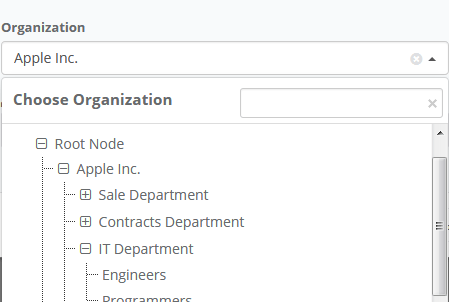 Organization
Apple Inc.
Choose Organization
Root Node
Apple Inc.
Sale Department
Contracts Department
IT Department
Engineers
Programmers